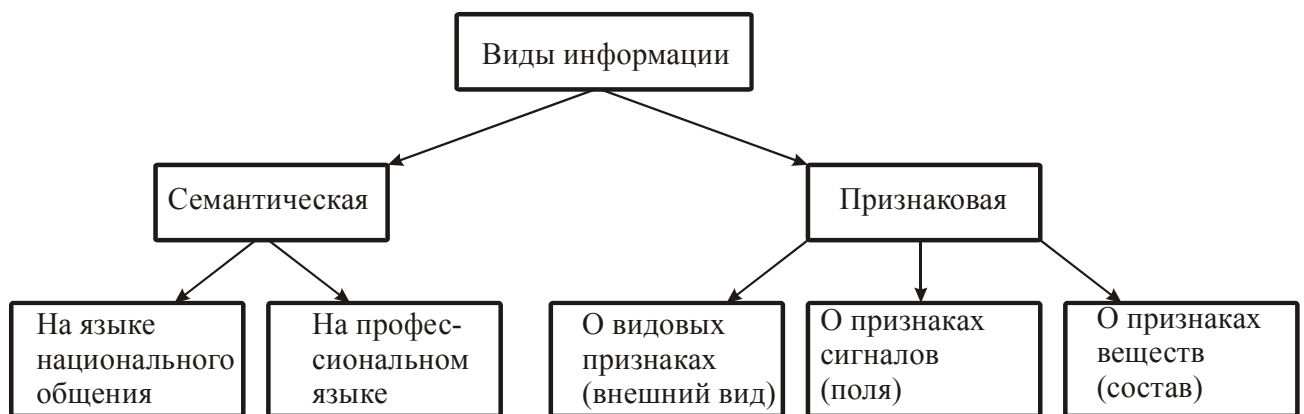 Виды информации
Семантическая
Признаковая
На языке
национального
общения
На профес-
сиональном
языке
О видовых
признаках
(внешний вид)
О признаках
сигналов
(поля)
О признаках
веществ
(состав)